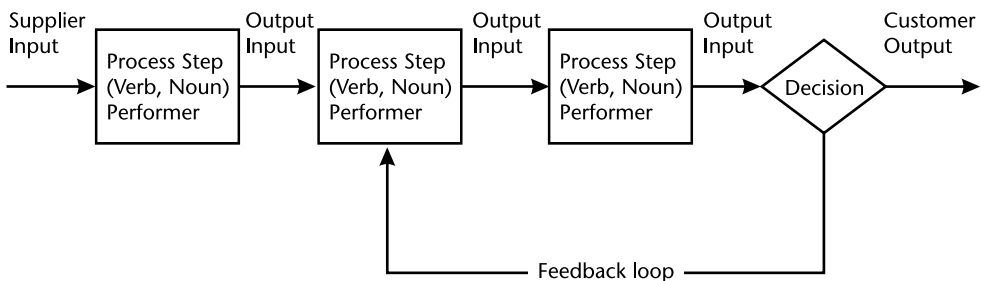 Supplier
Input
Process Step
(Verb, Noun)
Performer
Output
Input
Process Step
(Verb, Noun)
Performer
Output
Input
Process Step
(Verb, Noun)
Performer
Output
Input
Decision
Customer
Output
Feedback loop